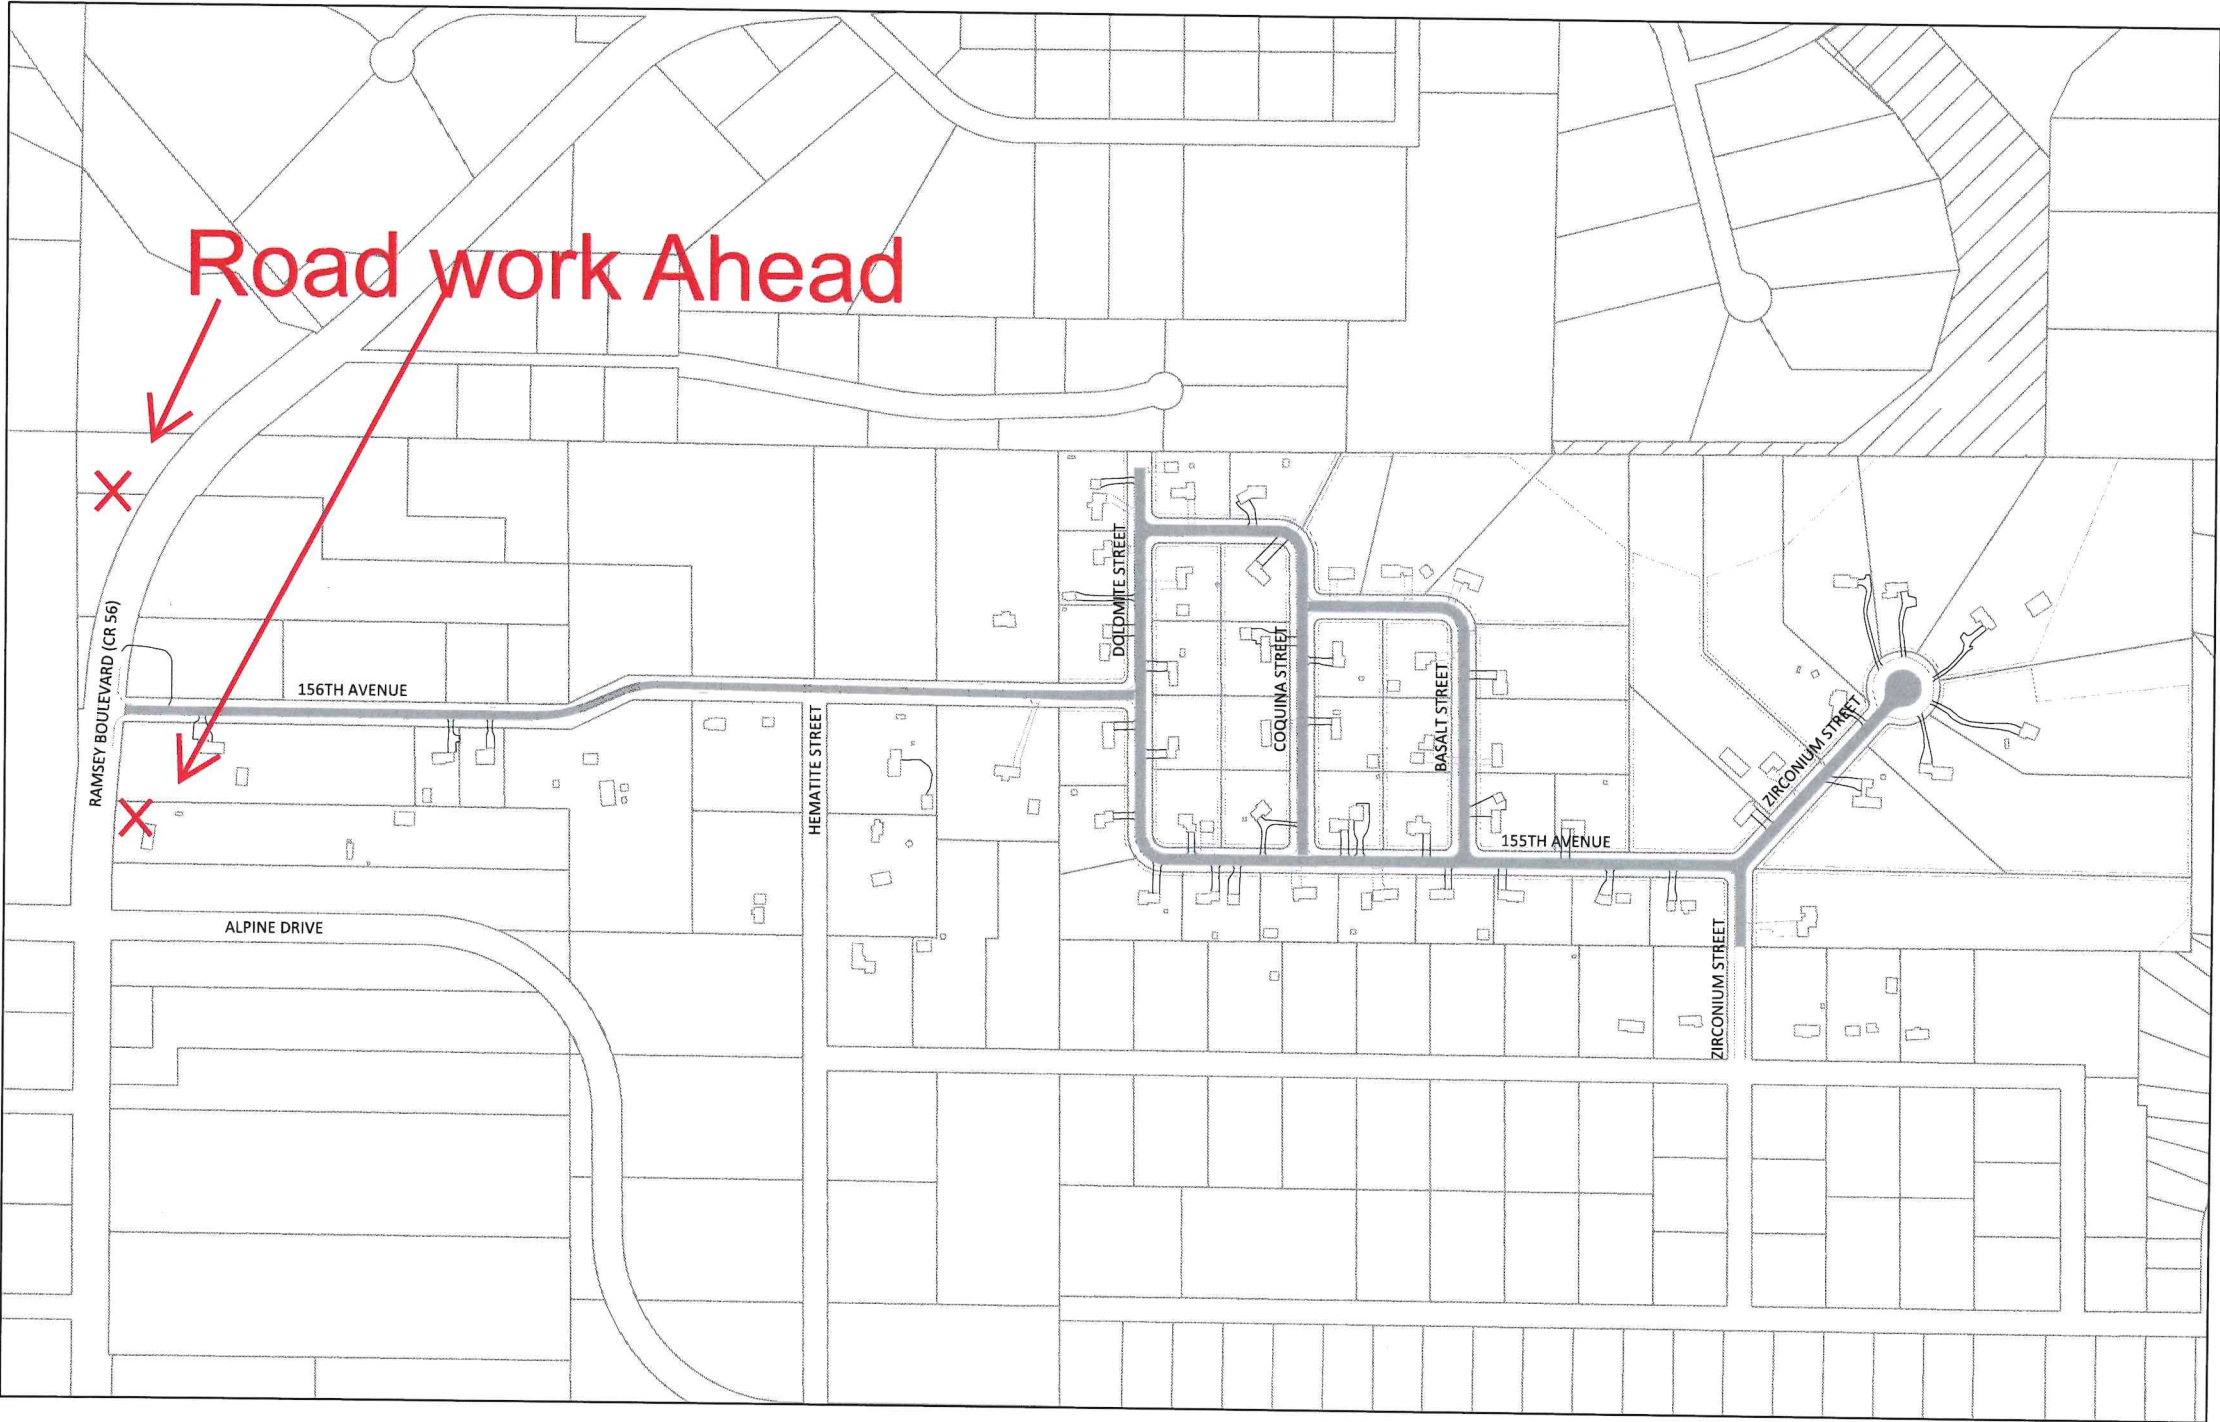 Road work Ahead
RAMSEY BOULEVARD (CR 56)
156TH AVENUE
HEMATITE STREET
DOLOMITE STREET
COQUINA STREET
BASALT STREET
155TH AVENUE
ZIRCONIUM STREET
ZIRCONIUM STREET
ALPINE DRIVE